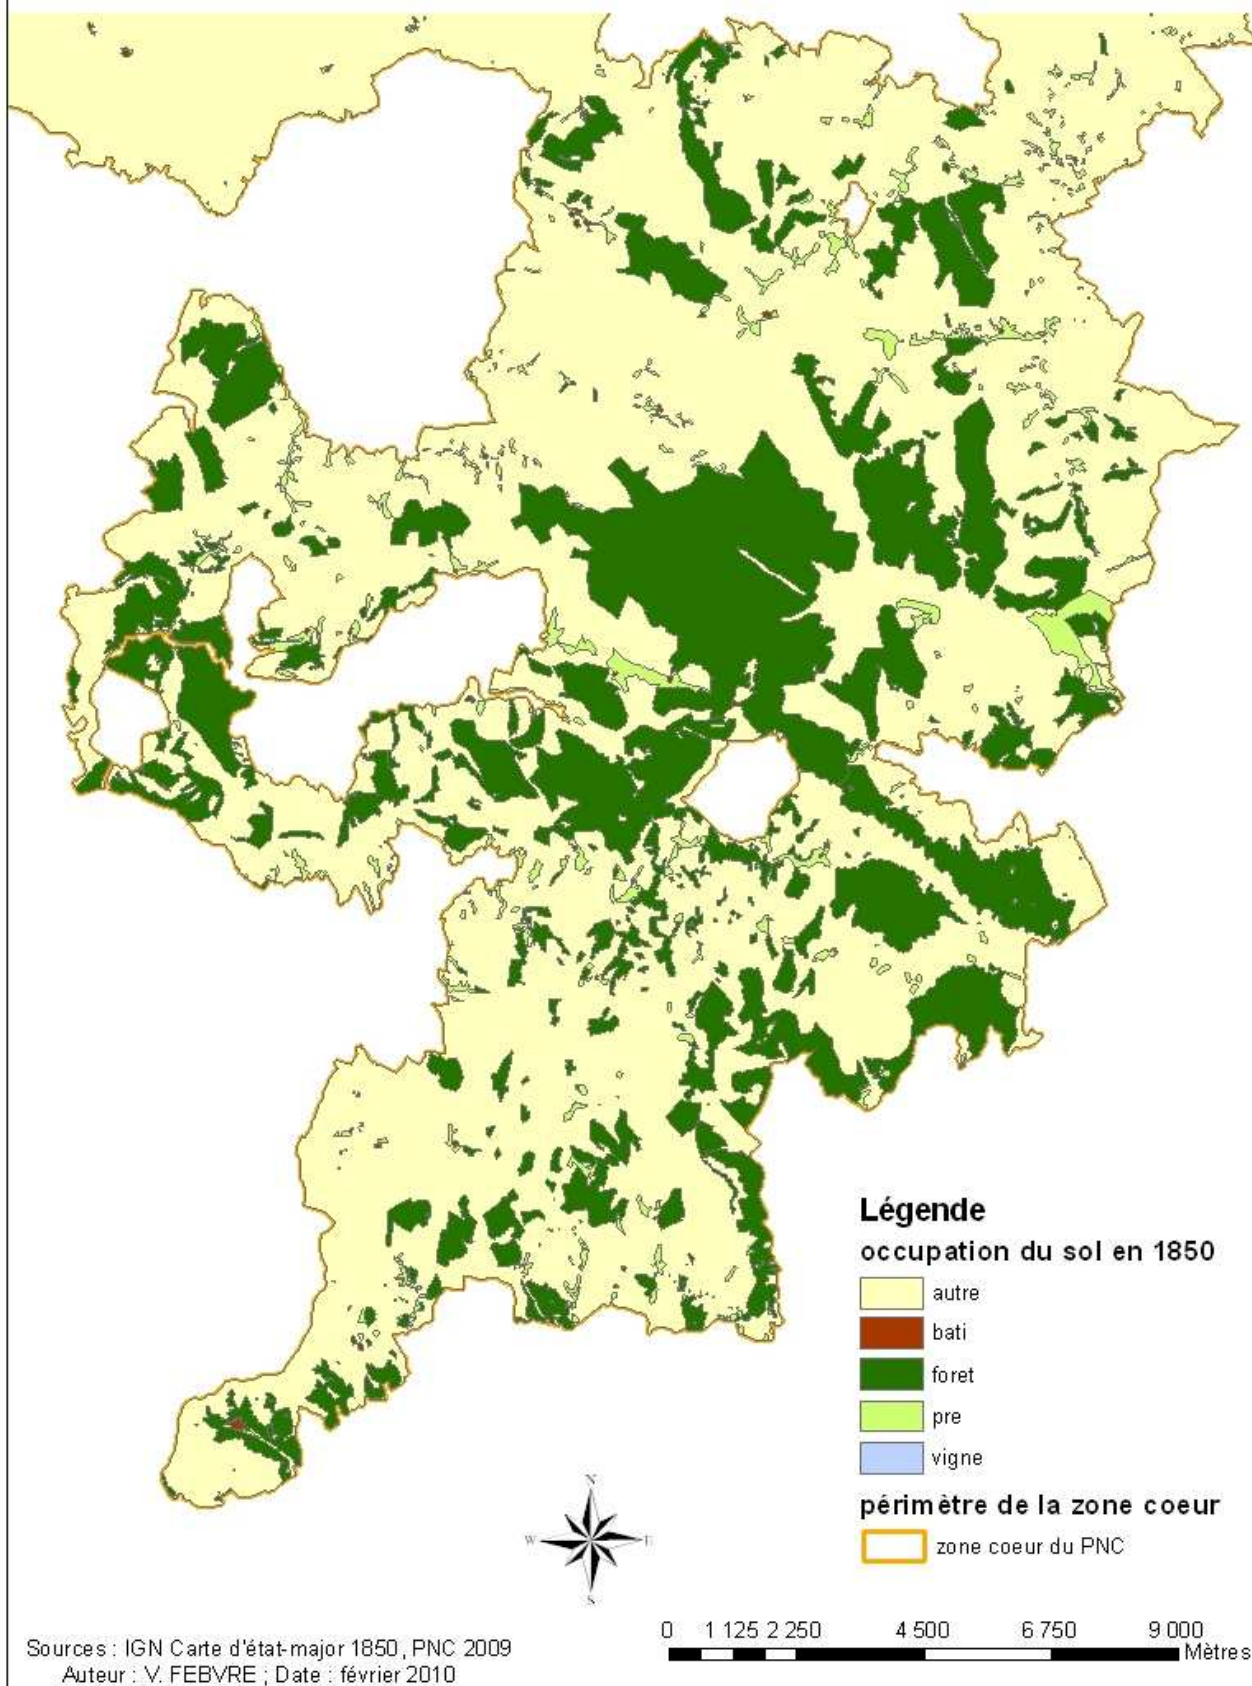 Légende
occupation du sol en 1850
autre
bati
foret
pre
vigne
périmètre de la zone coeur
zone coeur du PNC
N
W E
S
0 1 125 2 250 4 500 6 750 9 000
Mètres
Sources : IGN Carte d'état-major 1850, PNC 2009
Auteur : V. FEBVRE ; Date : février 2010